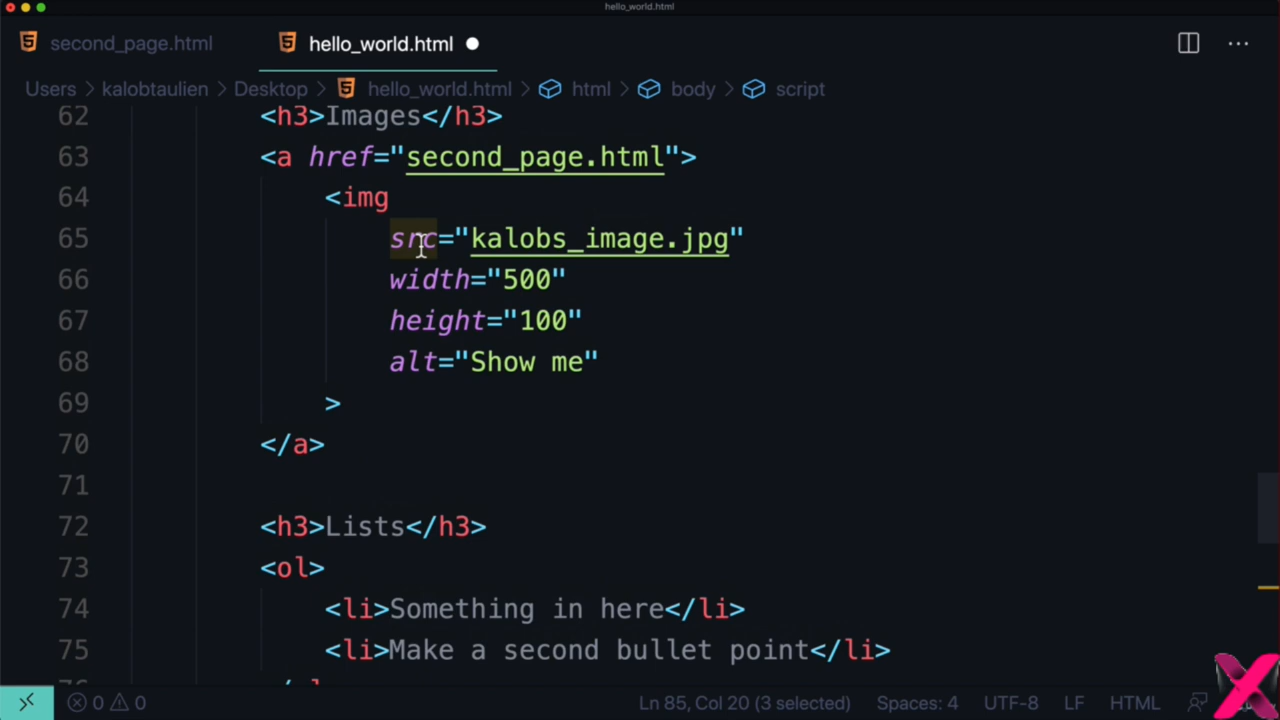 hello_world.html
second_page.html hello_world.html
Users kalobtaulien Desktop hello_world.html html body script
62 <h3>Images</h3>
63 <a href="second_page.html">
64 <img
65 src="kalobs_image.jpg"
66 width="500"
67 height="100"
68 alt="Show me"
69 >
70 </a>
71
72 <h3>Lists</h3>
73 <ol>
74 <li>Something in here</li>
75 <li>Make a second bullet point</li>
0 0 Ln 85, Col 20 (3 selected) Spaces: 4 UTF-8 LF HTML